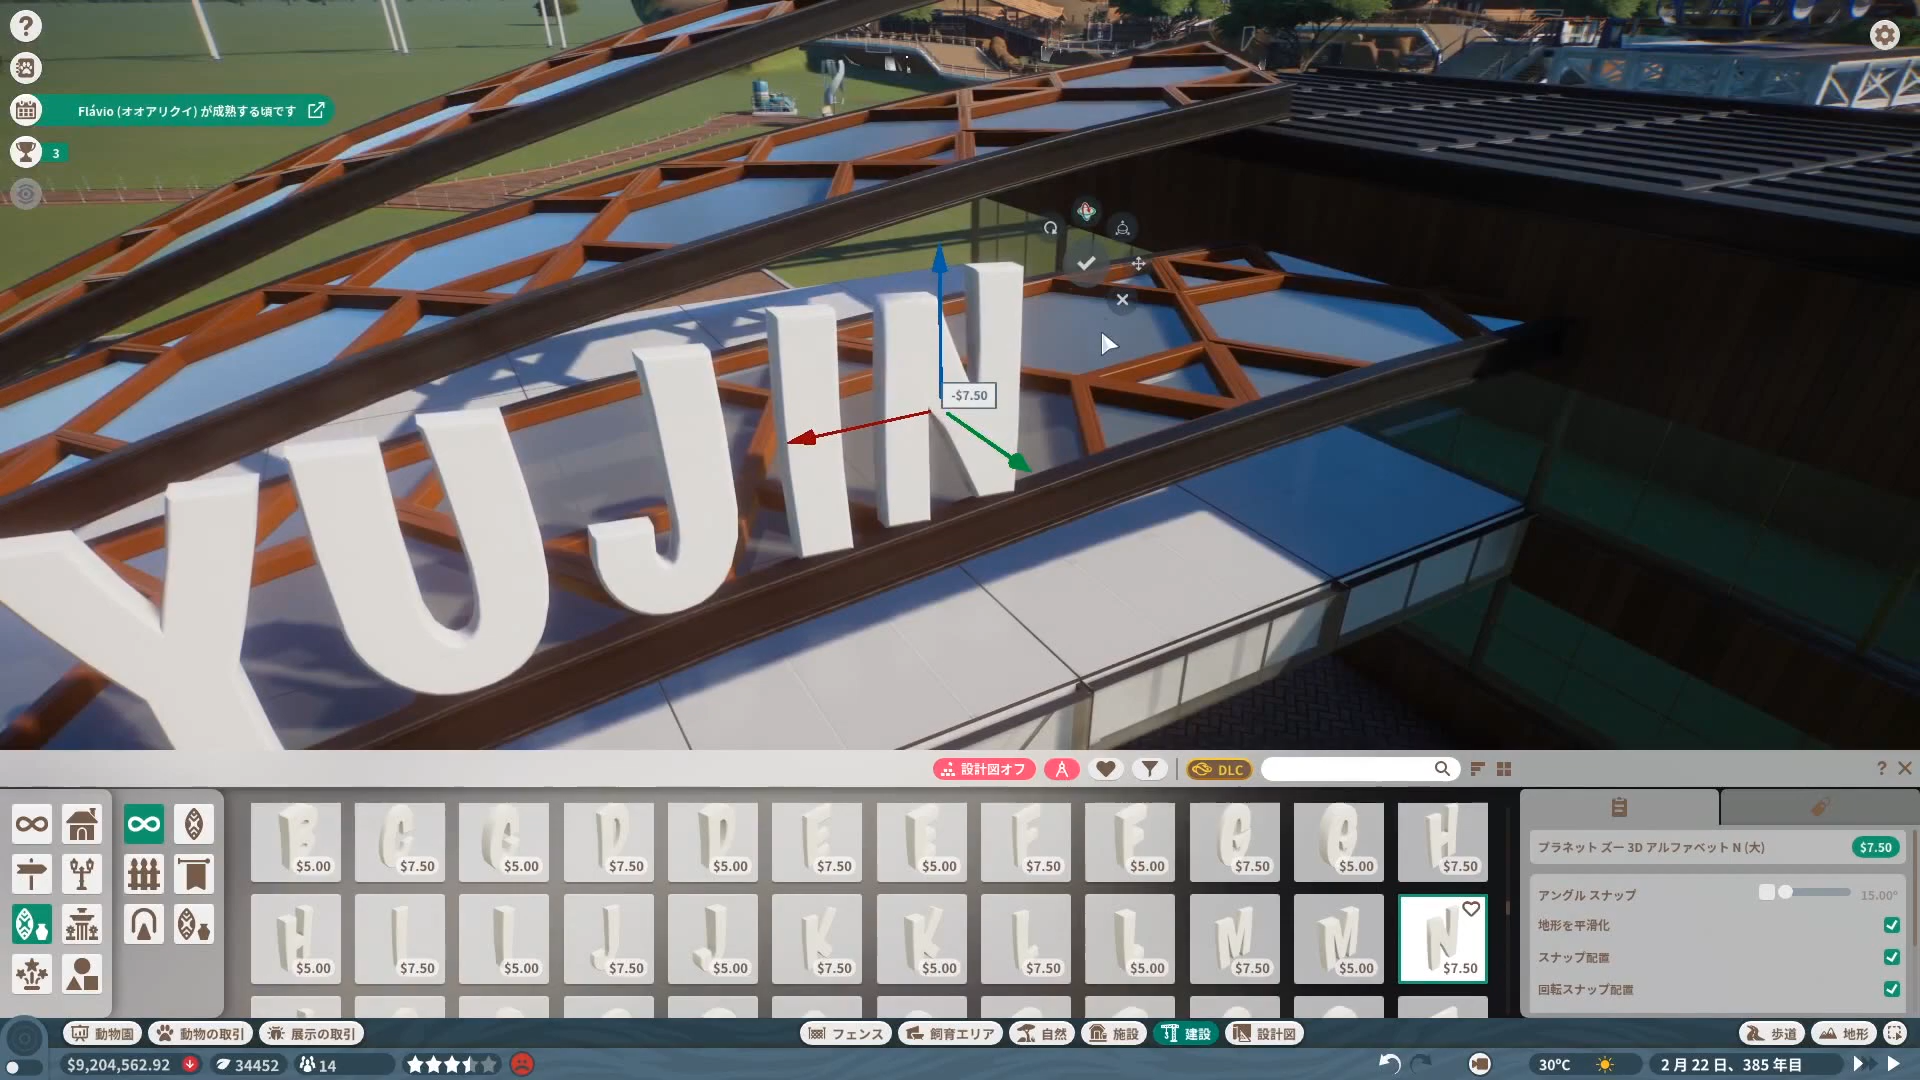 Flávio (オオアリクイ) が成熟する頃です
3
YUJIN
-$7.50
設計図オフ
DLC
$5.00 $7.50 $5.00 $7.50 $5.00 $7.50 $5.00 $7.50 $5.00 $7.50 $5.00 $7.50
$5.00 $7.50 $5.00 $7.50 $5.00 $7.50 $5.00 $7.50 $5.00 $7.50 $5.00 $7.50
プラネット ズー 3D アルファベット N (大) $7.50
アングル スナップ 15.00°
地形を平滑化
スナップ配置
回転スナップ配置
動物園 動物の取引 展示の取引 フェンス 飼育エリア 自然 施設 建設 設計図 歩道 地形
$9,204,562.92 34452 14 30°C 2 月 22 日、385 年目